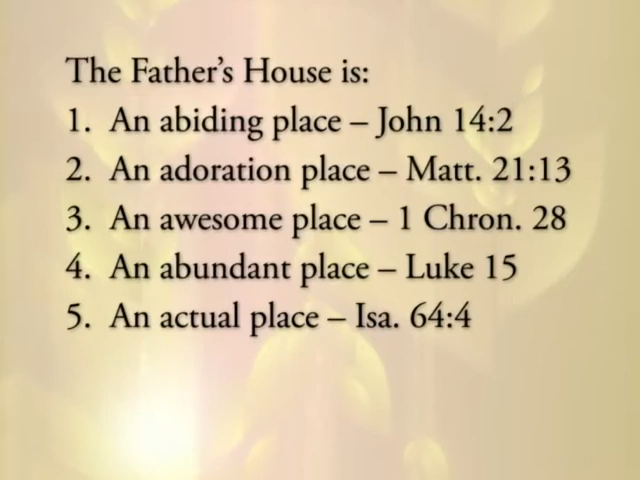 The Father's House is:
1. An abiding place – John 14:2
2. An adoration place – Matt. 21:13
3. An awesome place – 1 Chron. 28
4. An abundant place – Luke 15
5. An actual place – Isa. 64:4